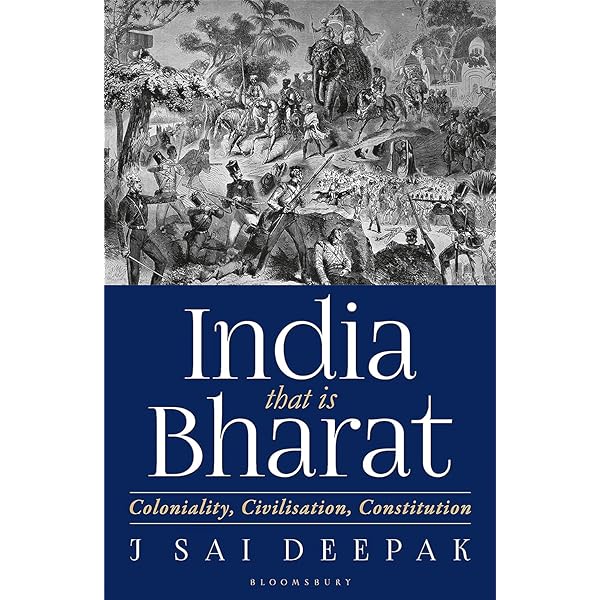 India
that is
Bharat
Coloniality, Civilisation, Constitution
J SAI DEEPAK
BLOOMSBURY